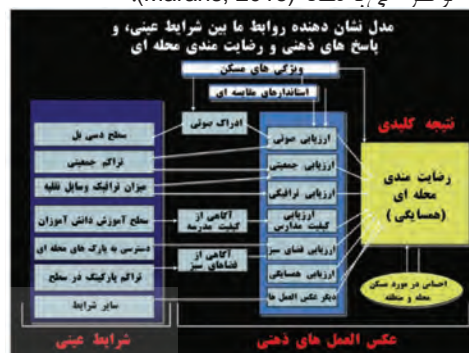 (Marans, 2015)
مدل نشان دهنده روابط ما بین شرایط عینی، و
پاسخ های ذهنی و رضایت مندی محله ای
ویژگی های مسکن
استانداردهای مقایسه ای
نتیجه کلیدی
سطح دسی بل
ادراک صوتی
ارزیابی صوتی
تراکم جمعیتی
ارزیابی جمعیتی
میزان ترافیک وسایل نقلیه
ارزیابی ترافیکی
رضایت مندی
محله ای
(همسایگی)
سطح آموزش دانش آموزان
آگاهی از
کیفیت مدرسه
ارزیابی
کیفیت مدارس
دسترسی به پارک های محله ای
آگاهی از
فضاهای سبز
ارزیابی فضای سبز
تراکم پارکینگ در سطح
ارزیابی همسایگی
احساس در مورد مسکن
محله و منطقه
سایر شرایط
دیگر عکس العمل ها
شرایط عینی
عکس العمل های ذهنی